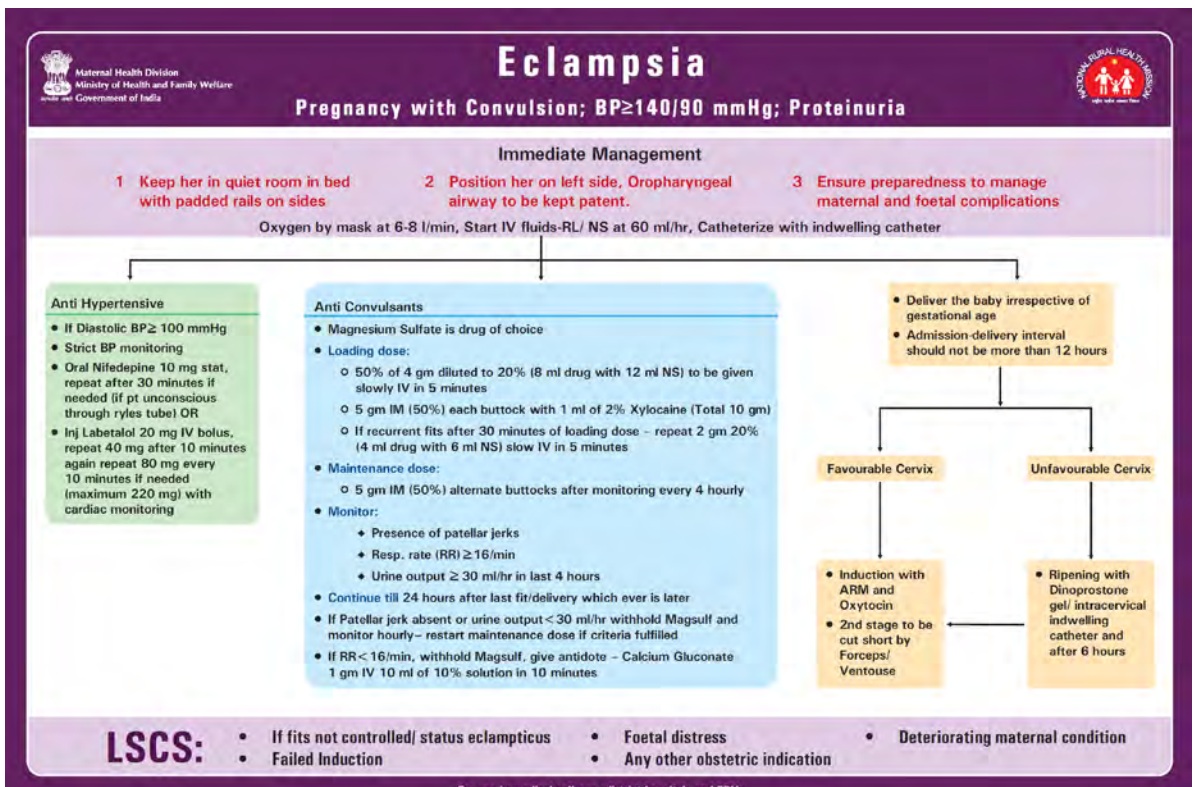 Maternal Health Division
Ministry of Health and Family Welfare
Government of India
Eclampsia
Pregnancy with Convulsion; BP≥140/90 mmHg; Proteinuria
NATIONAL RURAL HEALTH MISSION
Immediate Management
1 Keep her in quiet room in bed
with padded rails on sides
2 Position her on left side, Oropharyngeal
airway to be kept patent.
3 Ensure preparedness to manage
maternal and foetal complications
Oxygen by mask at 6-8 l/min, Start IV fluids-RL/ NS at 60 ml/hr, Catheterize with indwelling catheter
Anti Hypertensive
• If Diastolic BP≥ 100 mmHg
• Strict BP monitoring
• Oral Nifedepine 10 mg stat,
repeat after 30 minutes if
needed (if pt unconscious
through ryles tube) OR
• Inj Labetalol 20 mg IV bolus,
repeat 40 mg after 10 minutes
again repeat 80 mg every
10 minutes if needed
(maximum 220 mg) with
cardiac monitoring
Anti Convulsants
• Magnesium Sulfate is drug of choice
• Loading dose:
o 50% of 4 gm diluted to 20% (8 ml drug with 12 ml NS) to be given
slowly IV in 5 minutes
o 5 gm IM (50%) each buttock with 1 ml of 2% Xylocaine (Total 10 gm)
o If recurrent fits after 30 minutes of loading dose – repeat 2 gm 20%
(4 ml drug with 6 ml NS) slow IV in 5 minutes
• Maintenance dose:
o 5 gm IM (50%) alternate buttocks after monitoring every 4 hourly
• Monitor:
◆ Presence of patellar jerks
◆ Resp. rate (RR) ≥16/min
◆ Urine output ≥ 30 ml/hr in last 4 hours
• Continue till 24 hours after last fit/delivery which ever is later
• If Patellar jerk absent or urine output<30 ml/hr withhold Magsulf and
monitor hourly– restart maintenance dose if criteria fulfilled
• If RR<16/min, withhold Magsulf, give antidote – Calcium Gluconate
1 gm IV 10 ml of 10% solution in 10 minutes
• Deliver the baby irrespective of
gestational age
• Admission-delivery interval
should not be more than 12 hours
Favourable Cervix
Unfavourable Cervix
• Induction with
ARM and
Oxytocin
• 2nd stage to be
cut short by
Forceps/
Ventouse
• Ripening with
Dinoprostone
gel/ intracervical
indwelling
catheter and
after 6 hours
LSCS:
• If fits not controlled/ status eclampticus
• Failed Induction
• Foetal distress
• Any other obstetric indication
• Deteriorating maternal condition